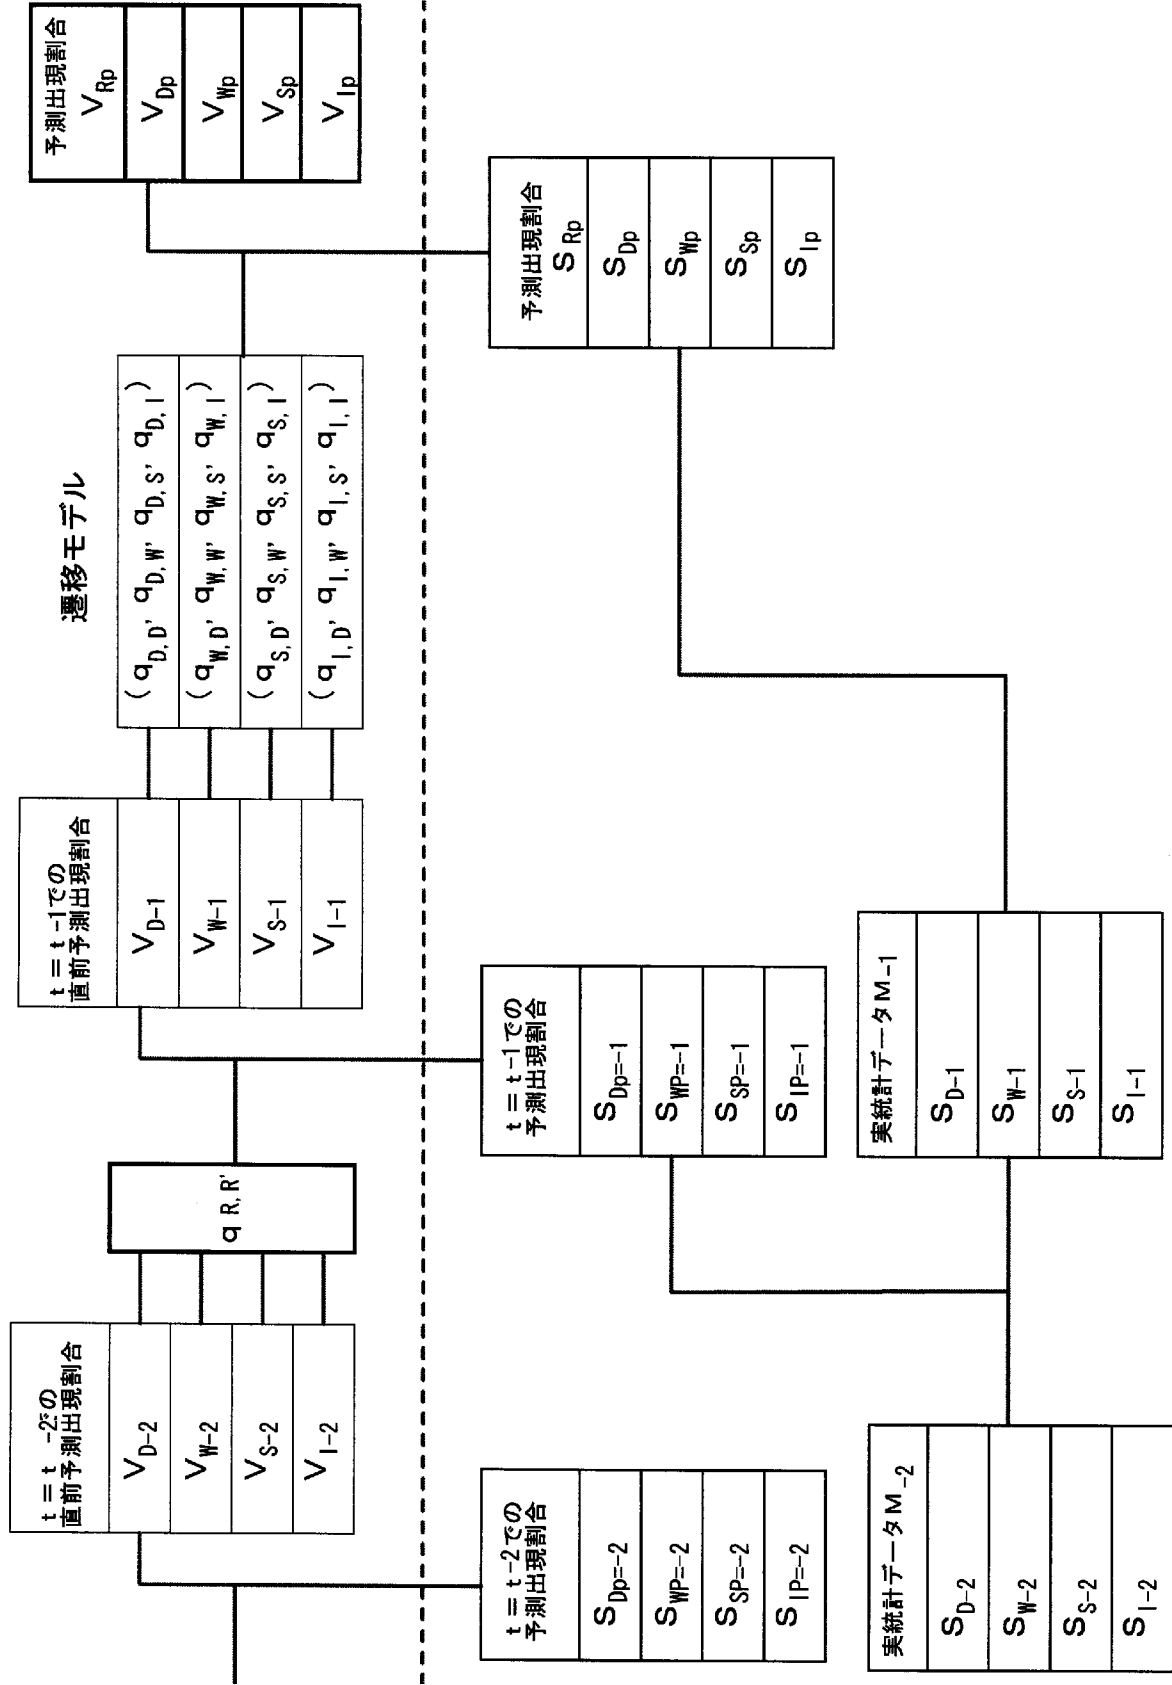 t＝t -2での
直前予測出現割合
V_D-2
V_W-2
V_S-2
V_I-2
q R, R'
t＝t-1での
直前予測出現割合
V_D-1
V_W-1
V_S-1
V_I-1
遷移モデル
(q_D,D' q_D,W' q_D,S' q_D,I)
(q_W,D' q_W,W' q_W,S' q_W,I)
(q_S,D' q_S,W' q_S,S' q_S,I)
(q_I,D' q_I,W' q_I,S' q_I,I)
予測出現割合
V_Rp
V_Dp
V_Wp
V_Sp
V_Ip
t＝t-2での
予測出現割合
S_Dp=-2
S_WP=-2
S_SP=-2
S_IP=-2
t＝t-1での
予測出現割合
S_Dp=-1
S_WP=-1
S_SP=-1
S_IP=-1
予測出現割合
S_Rp
S_Dp
S_Wp
S_Sp
S_Ip
実統計データM_-2
S_D-2
S_W-2
S_S-2
S_I-2
実統計データM_-1
S_D-1
S_W-1
S_S-1
S_I-1